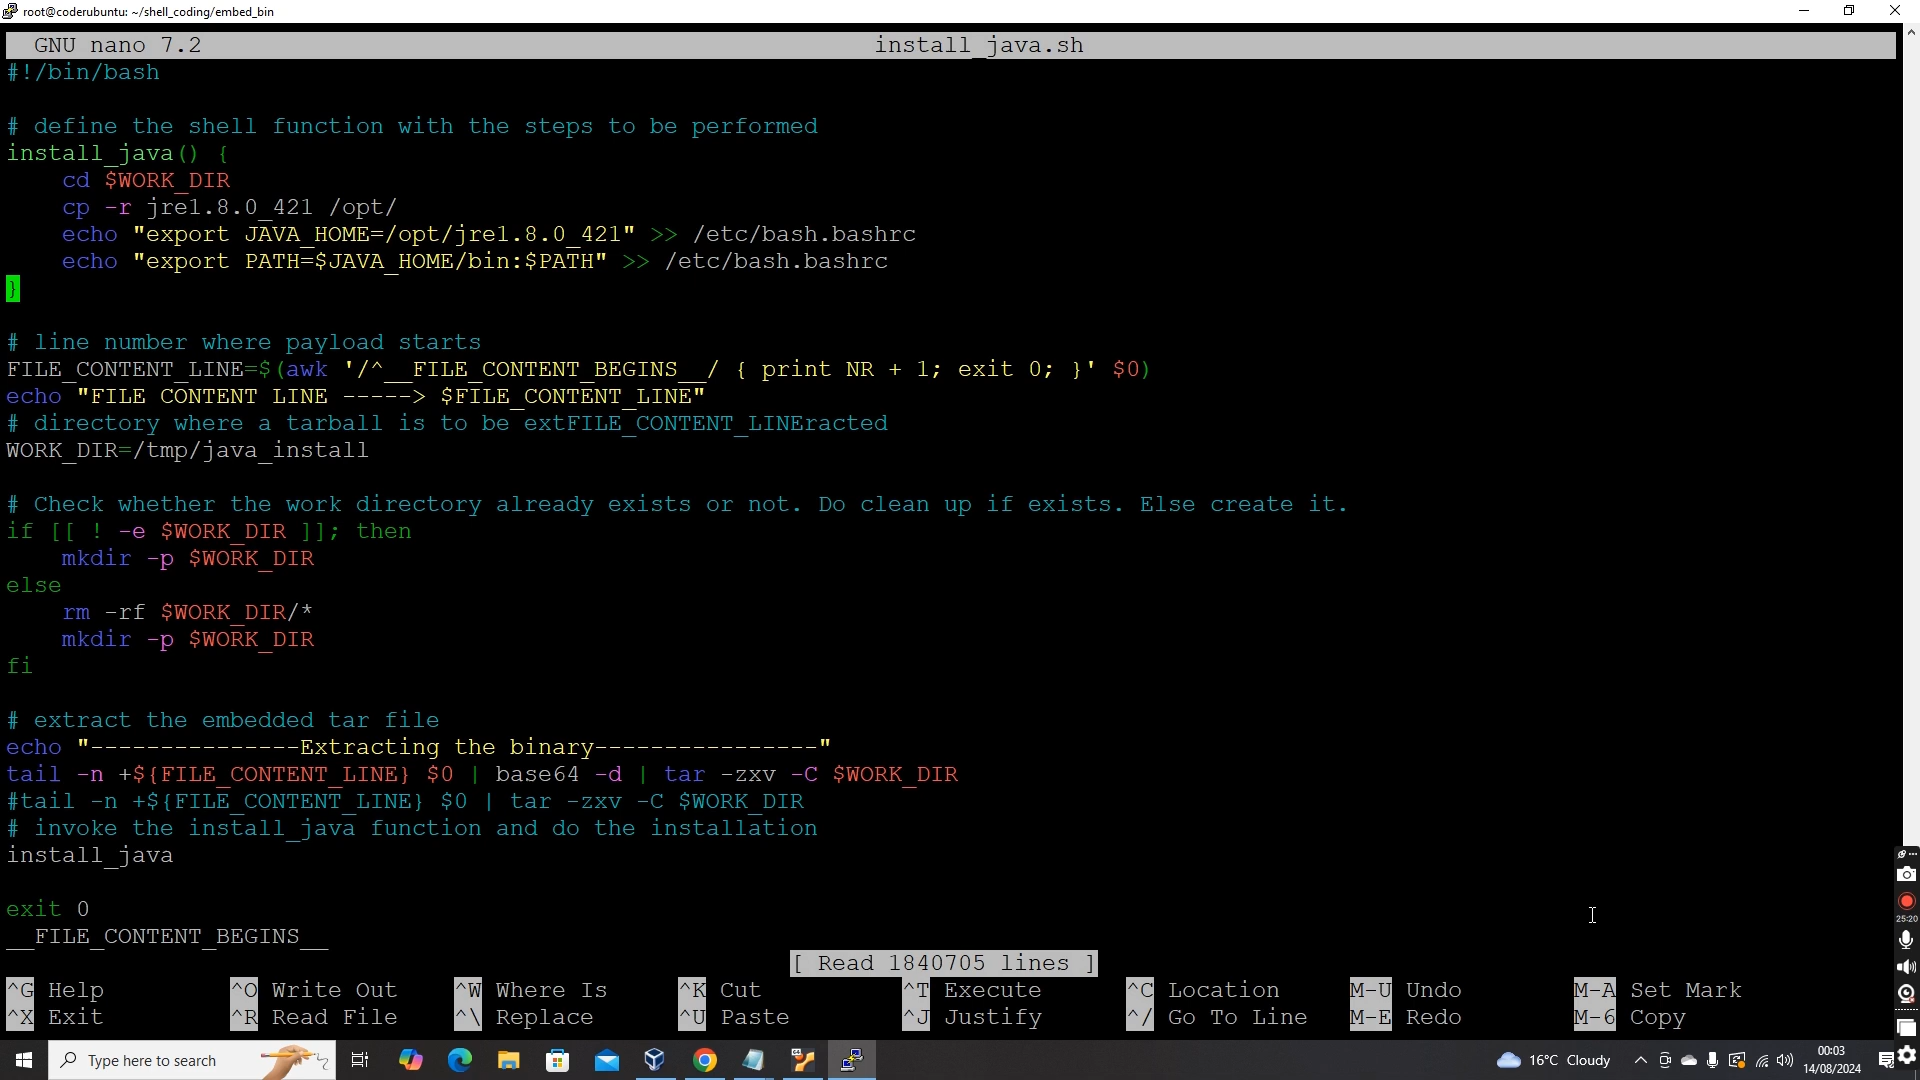 root@coderubuntu: ~/shell_coding/embed_bin
GNU nano 7.2 install_java.sh
#!/bin/bash
# define the shell function with the steps to be performed
install_java() {
    cd $WORK_DIR
    cp -r jre1.8.0_421 /opt/
    echo "export JAVA_HOME=/opt/jre1.8.0_421" >> /etc/bash.bashrc
    echo "export PATH=$JAVA_HOME/bin:$PATH" >> /etc/bash.bashrc
}
# line number where payload starts
FILE_CONTENT_LINE=$(awk '/^__FILE_CONTENT_BEGINS__/ { print NR + 1; exit 0; }' $0)
echo "FILE CONTENT LINE -----> $FILE_CONTENT_LINE"
# directory where a tarball is to be extFILE_CONTENT_LINEracted
WORK_DIR=/tmp/java_install
# Check whether the work directory already exists or not. Do clean up if exists. Else create it.
if [[ ! -e $WORK_DIR ]]; then
    mkdir -p $WORK_DIR
else
    rm -rf $WORK_DIR/*
    mkdir -p $WORK_DIR
fi
# extract the embedded tar file
echo "---------------Extracting the binary----------------"
tail -n +${FILE_CONTENT_LINE} $0 | base64 -d | tar -zxv -C $WORK_DIR
#tail -n +${FILE_CONTENT_LINE} $0 | tar -zxv -C $WORK_DIR
# invoke the install_java function and do the installation
install_java
exit 0
__FILE_CONTENT_BEGINS__
[ Read 1840705 lines ]
^G Help ^O Write Out ^W Where Is ^K Cut ^T Execute ^C Location M-U Undo M-A Set Mark
^X Exit ^R Read File ^\ Replace ^U Paste ^J Justify ^/ Go To Line M-E Redo M-6 Copy
25:20
Type here to search
16°C Cloudy
00:03
14/08/2024